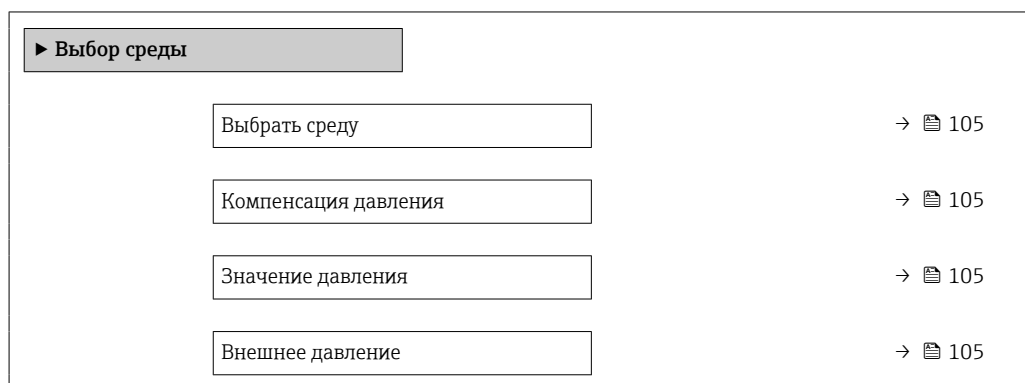 ► Выбор среды
Выбрать среду → 105
Компенсация давления → 105
Значение давления → 105
Внешнее давление → 105